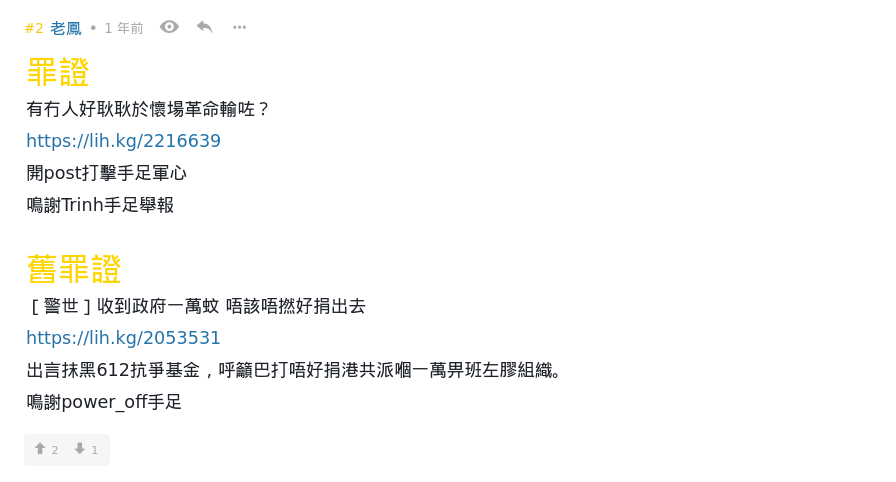 #2 老鳳 • 1 年前
罪證
有冇人好耿耿於懷場革命輸咗？
https://lih.kg/2216639
開post打擊手足軍心
鳴謝Trinh手足舉報
舊罪證
［警世］收到政府一萬蚊 唔該唔撚好捐出去
https://lih.kg/2053531
出言抹黑612抗爭基金，呼籲巴打唔好捐港共派嗰一萬畀班左膠組織。
鳴謝power_off手足
2 1